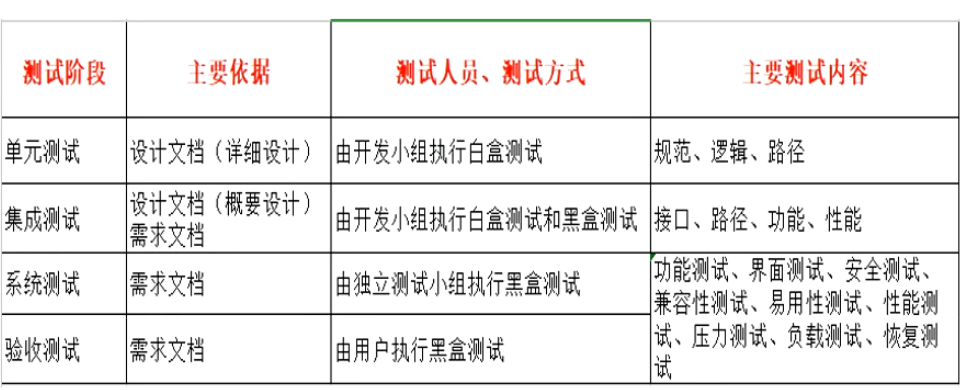 测试阶段 主要依据 测试人员、测试方式 主要测试内容
单元测试 设计文档（详细设计） 由开发小组执行白盒测试 规范、逻辑、路径
集成测试 设计文档（概要设计）
需求文档 由开发小组执行白盒测试和黑盒测试 接口、路径、功能、性能
系统测试 需求文档 由独立测试小组执行黑盒测试
功能测试、界面测试、安全测试、
兼容性测试、易用性测试、性能测
试、压力测试、负载测试、恢复测
试
验收测试 需求文档 由用户执行黑盒测试